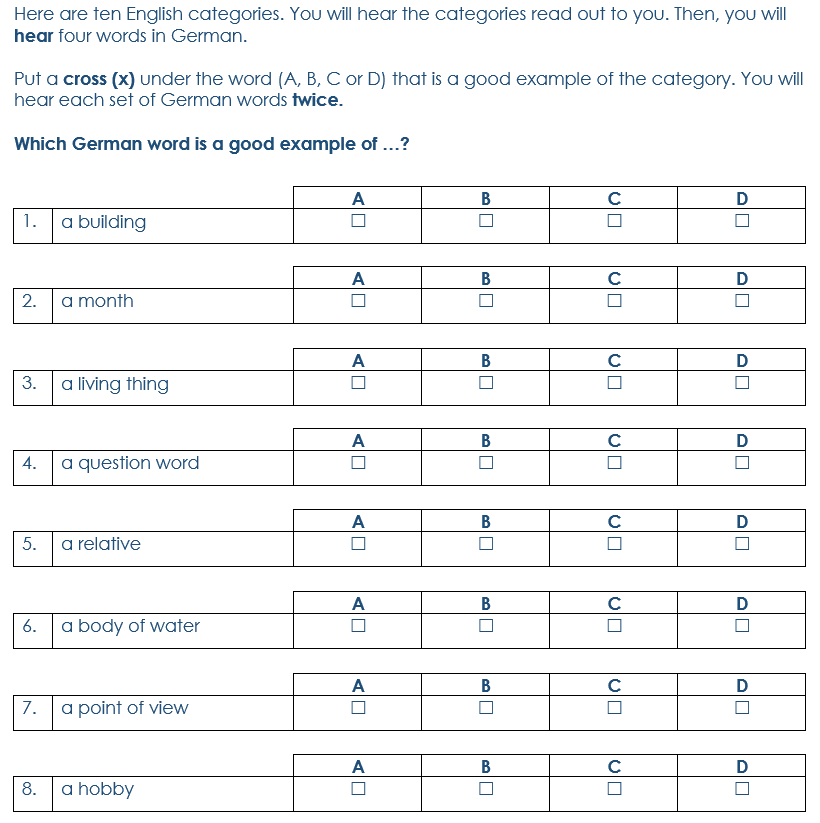 Here are ten English categories. You will hear the categories read out to you. Then, you will
hear four words in German.
Put a cross (x) under the word (A, B, C or D) that is a good example of the category. You will
hear each set of German words twice.
Which German word is a good example of …?
A B C D
1. a building ☐ ☐ ☐ ☐
A B C D
2. a month ☐ ☐ ☐ ☐
A B C D
3. a living thing ☐ ☐ ☐ ☐
A B C D
4. a question word ☐ ☐ ☐ ☐
A B C D
5. a relative ☐ ☐ ☐ ☐
A B C D
6. a body of water ☐ ☐ ☐ ☐
A B C D
7. a point of view ☐ ☐ ☐ ☐
A B C D
8. a hobby ☐ ☐ ☐ ☐